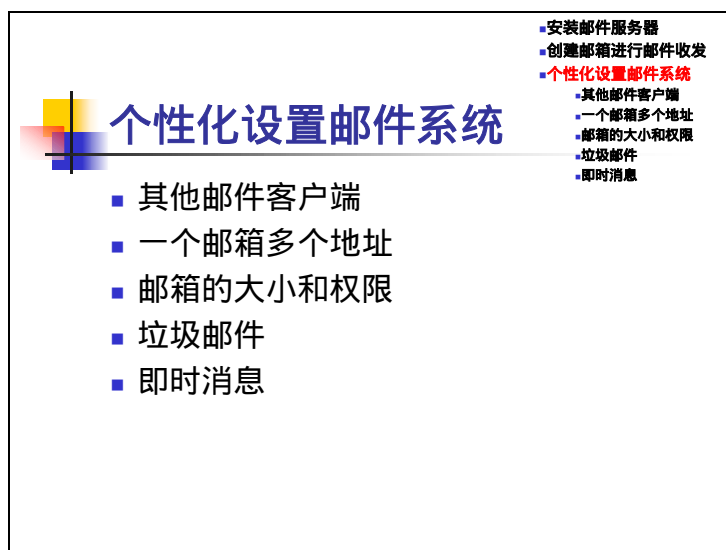 安装邮件服务器
创建邮箱进行邮件收发
个性化设置邮件系统
其他邮件客户端
一个邮箱多个地址
邮箱的大小和权限
垃圾邮件
即时消息
个性化设置邮件系统
其他邮件客户端
一个邮箱多个地址
邮箱的大小和权限
垃圾邮件
即时消息